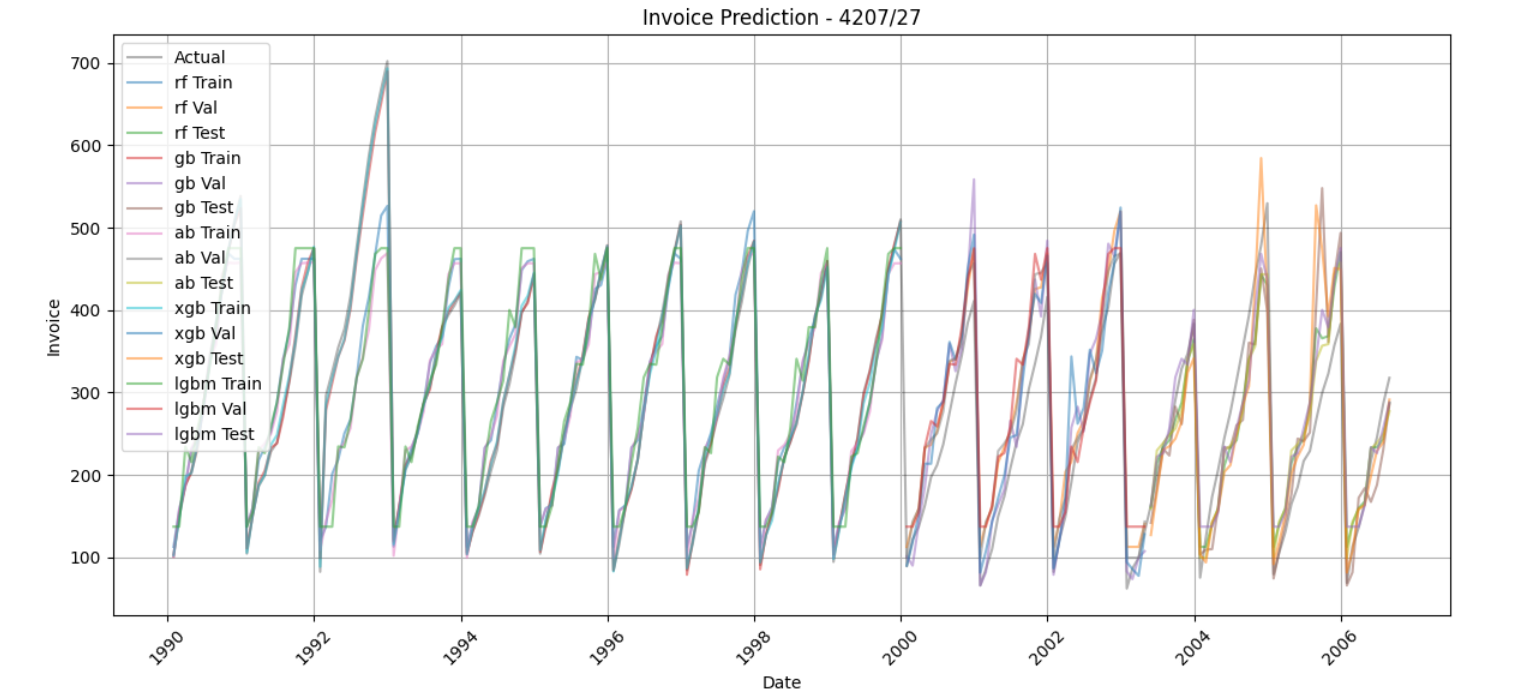 Invoice Prediction - 4207/27
Invoice
700
600
500
400
300
200
100
Actual
rf Train
rf Val
rf Test
gb Train
gb Val
gb Test
ab Train
ab Val
ab Test
xgb Train
xgb Val
xgb Test
lgbm Train
lgbm Val
lgbm Test
1990
1992
1994
1996
1998
2000
2002
2004
2006
Date